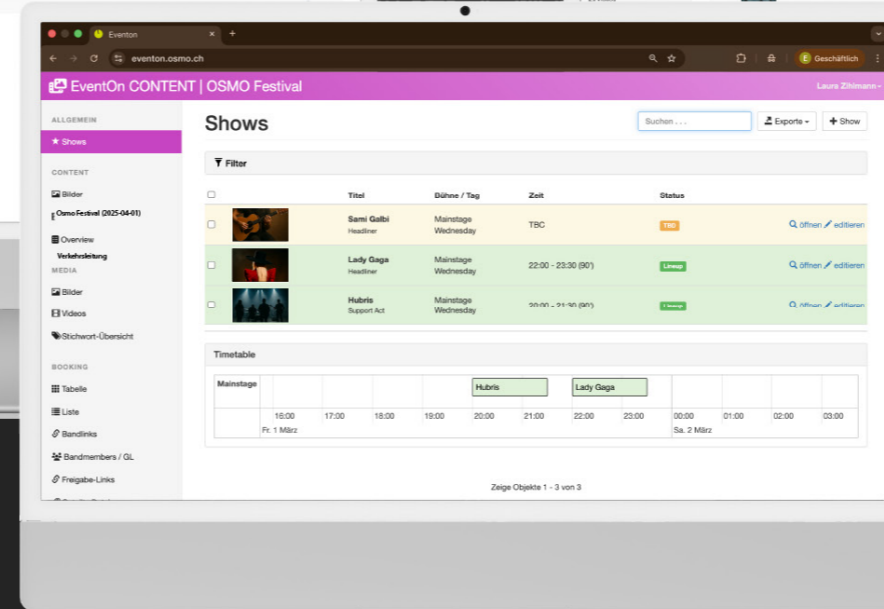 Eventon
eventon.osmo.ch
Geschäftlich
EventOn CONTENT | OSMO Festival
Laura Zihlmann
ALLGEMEIN
Shows
CONTENT
Bilder
Osmo Festival (2025-04-01)
Overview
Verkehrsleitung
MEDIA
Bilder
Videos
Stichwort-Übersicht
BOOKING
Tabelle
Liste
Bandlinks
Bandmembers / GL
Freigabe-Links
Shows
Suchen . . .
Exporte
Show
Filter
Titel Bühne / Tag Zeit Status
Sami Galbi Mainstage TBC TBC öffnen editieren
Headliner Wednesday
Lady Gaga Mainstage 22:00 - 23:30 (90') Lineup öffnen editieren
Headliner Wednesday
Hubris Mainstage 20:00 - 21:30 (90') Lineup öffnen editieren
Support Act Wednesday
Timetable
Mainstage Hubris Lady Gaga
16:00 17:00 18:00 19:00 20:00 21:00 22:00 23:00 00:00 01:00 02:00 03:00
Fr. 1 März Sa. 2 März
Zeige Objekte 1 - 3 von 3